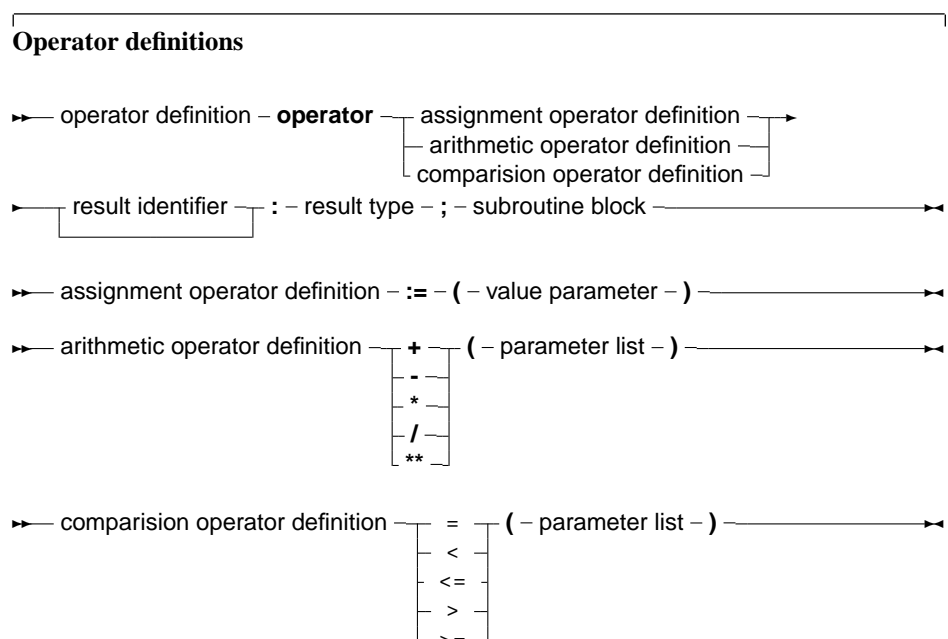 Operator definitions
operator definition – operator assignment operator definition
arithmetic operator definition
comparision operator definition
result identifier : – result type – ; – subroutine block
assignment operator definition – := – ( – value parameter – )
arithmetic operator definition + ( – parameter list – )
-
*
/
**
comparision operator definition = ( – parameter list – )
<
<=
>
>=